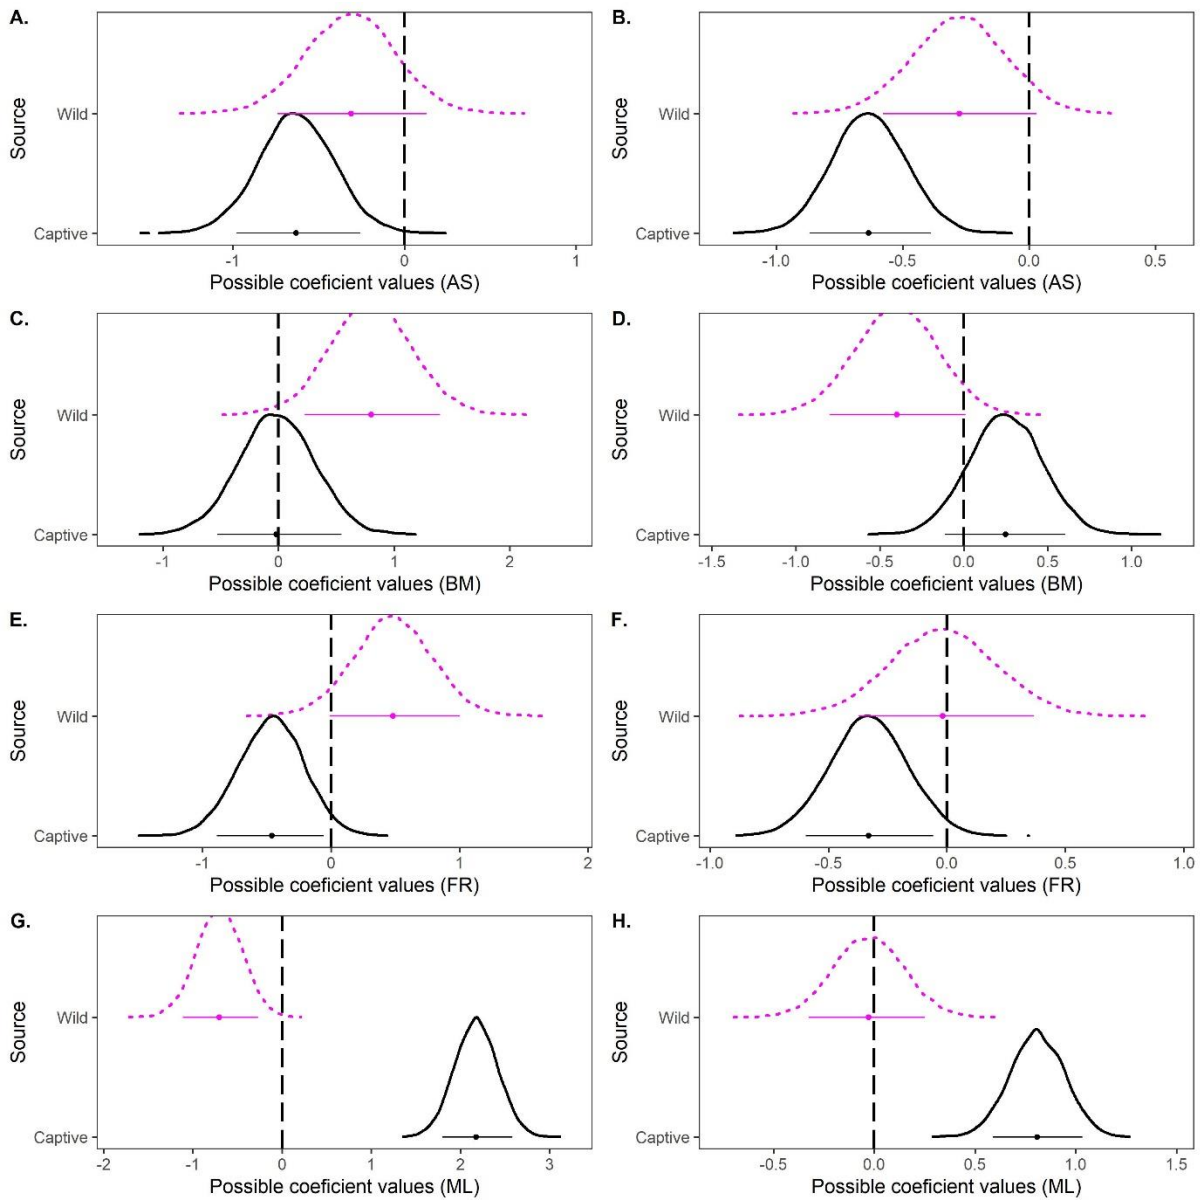 A.
Source
Wild
Captive
-1 0 1
Possible coeficient values (AS)
B.
Source
Wild
Captive
-1.0 -0.5 0.0 0.5
Possible coeficient values (AS)
C.
Source
Wild
Captive
-1 0 1 2
Possible coeficient values (BM)
D.
Source
Wild
Captive
-1.5 -1.0 -0.5 0.0 0.5 1.0
Possible coeficient values (BM)
E.
Source
Wild
Captive
-1 0 1 2
Possible coeficient values (FR)
F.
Source
Wild
Captive
-1.0 -0.5 0.0 0.5 1.0
Possible coeficient values (FR)
G.
Source
Wild
Captive
-2 -1 0 1 2 3
Possible coeficient values (ML)
H.
Source
Wild
Captive
-0.5 0.0 0.5 1.0 1.5
Possible coeficient values (ML)